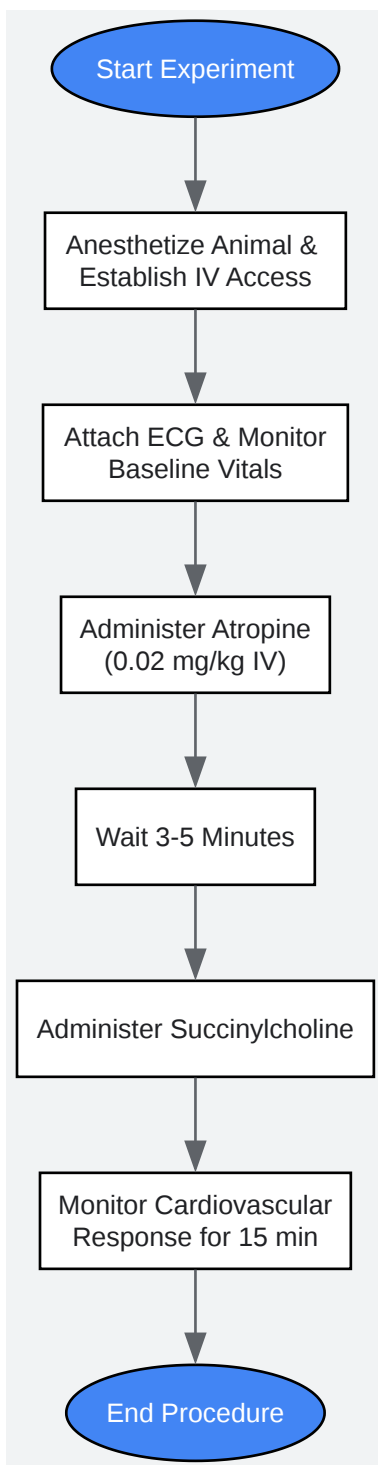 Start Experiment
Anesthetize Animal &
Establish IV Access
Attach ECG & Monitor
Baseline Vitals
Administer Atropine
(0.02 mg/kg IV)
Wait 3-5 Minutes
Administer Succinylcholine
Monitor Cardiovascular
Response for 15 min
End Procedure